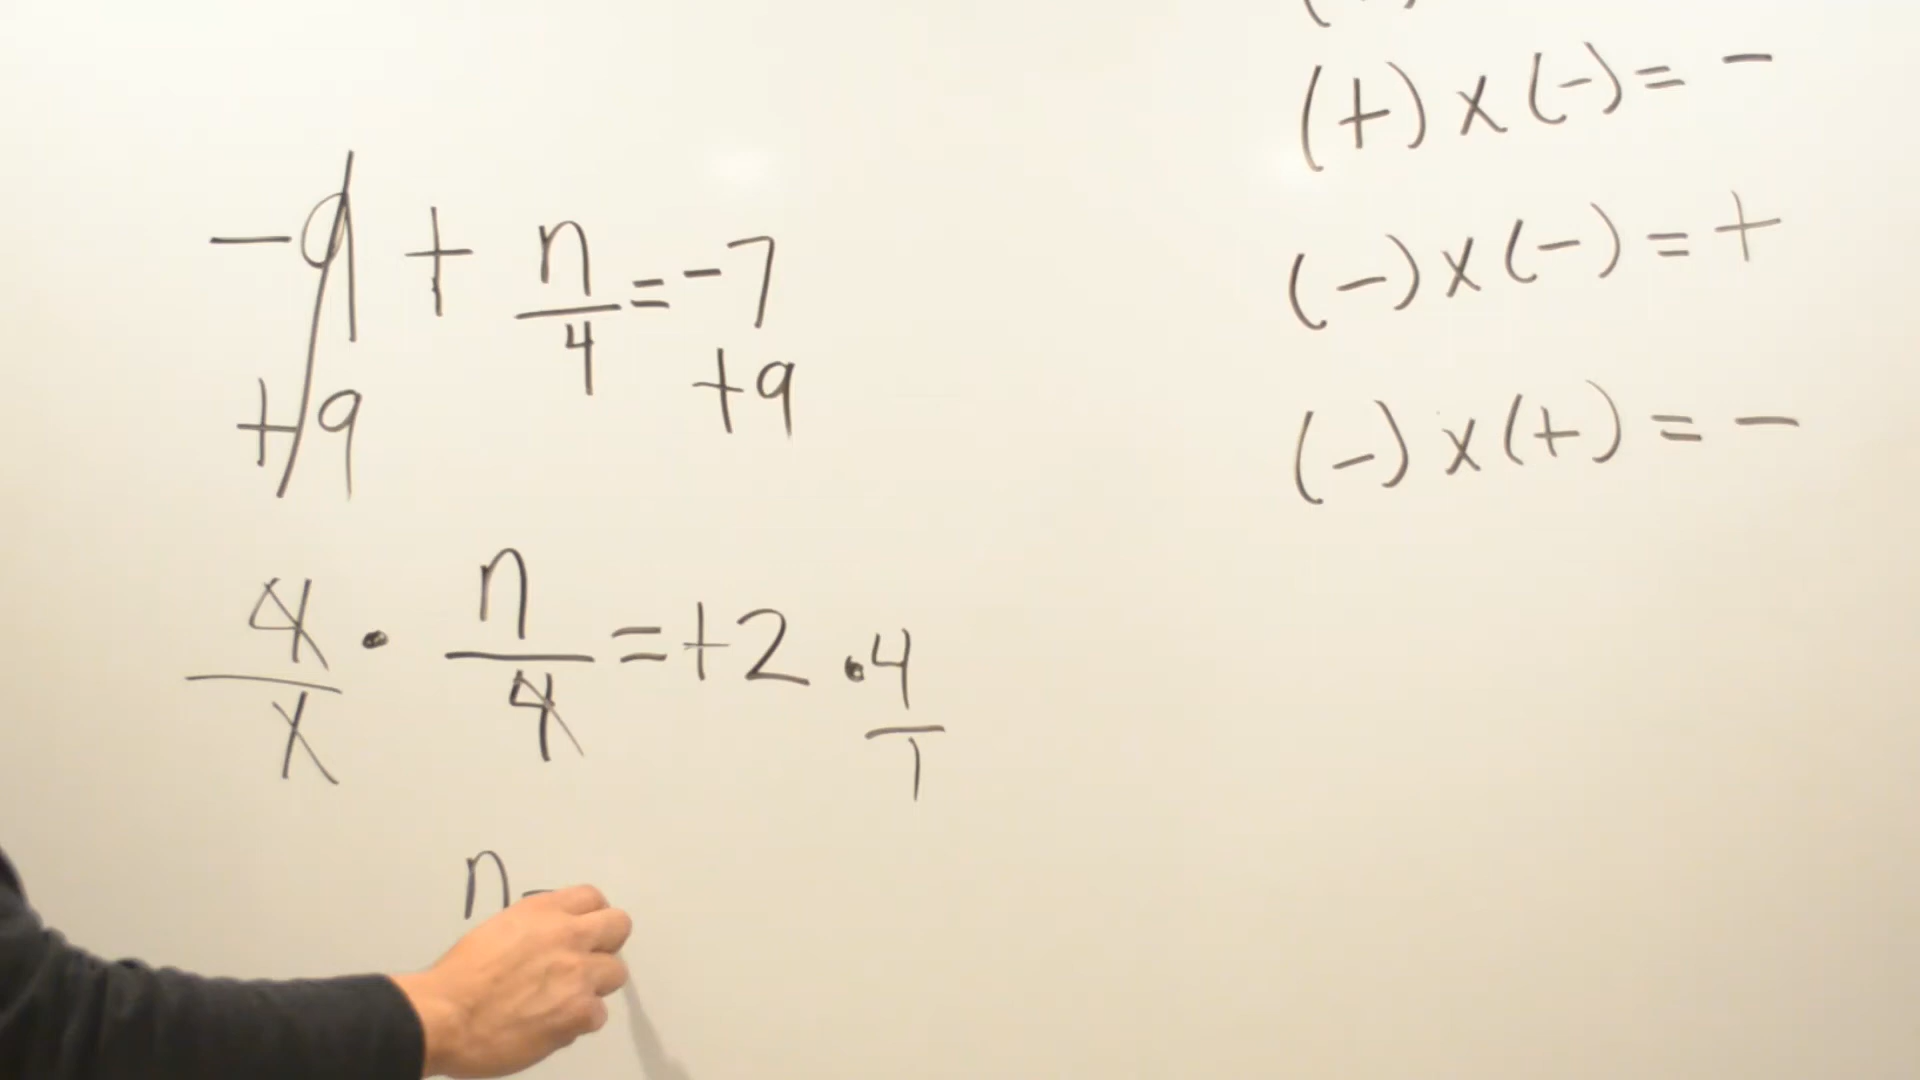 -9 + n/4 = -7
+9 +9
4/1 · n/4 = +2 · 4/1
n =
(+) x (-) = -
(-) x (-) = +
(-) x (+) = -